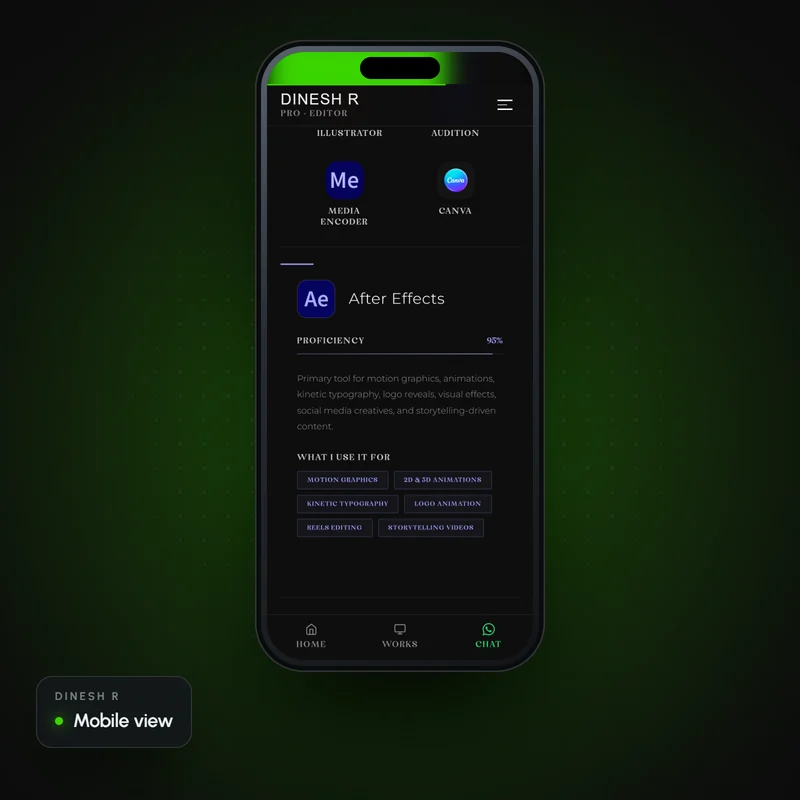 DINESH R
PRO - EDITOR
ILLUSTRATOR AUDITION
Me
Canva
MEDIA ENCODER
CANVA
Ae
After Effects
PROFICIENCY 95%
Primary tool for motion graphics, animations,
kinetic typography, logo reveals, visual effects,
social media creatives, and storytelling-driven
content.
WHAT I USE IT FOR
MOTION GRAPHICS 2D & 3D ANIMATIONS
KINETIC TYPOGRAPHY LOGO ANIMATION
REELS EDITING STORYTELLING VIDEOS
HOME WORKS CHAT
DINESH R
Mobile view